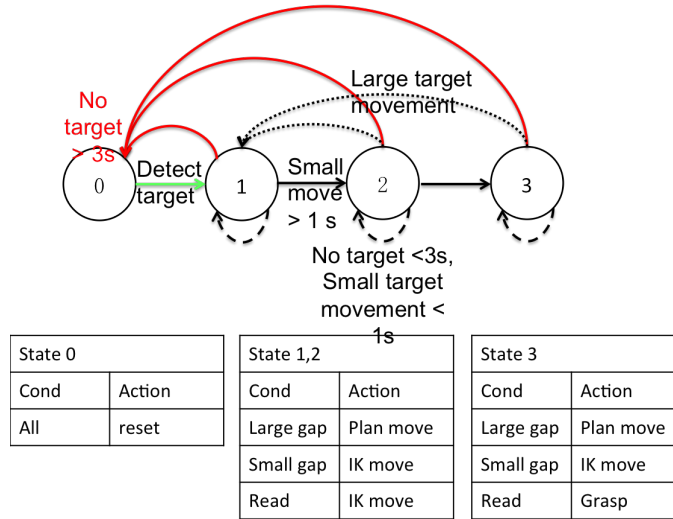 Large target
movement
No
target
> 3s
Detect
target
Small
move
> 1 s
0
1
2
3
No target <3s,
Small target
movement <
1s
State 0
Cond Action
All reset
State 1,2
Cond Action
Large gap Plan move
Small gap IK move
Read IK move
State 3
Cond Action
Large gap Plan move
Small gap IK move
Read Grasp